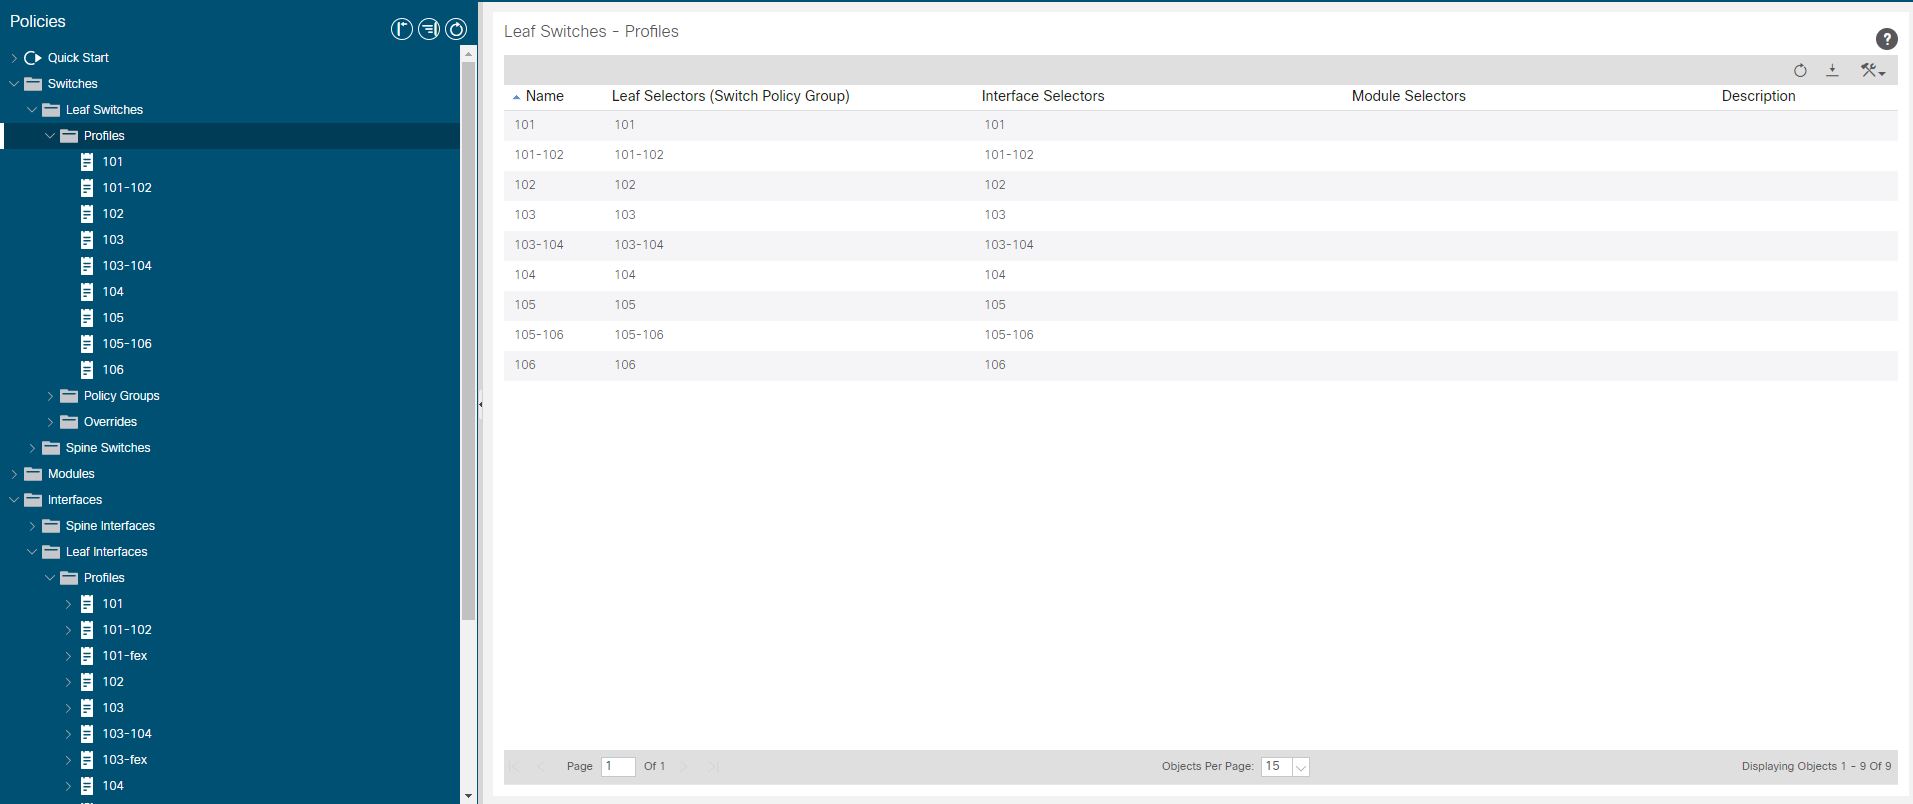 Policies
Quick Start
Switches
Leaf Switches
Profiles
101
101-102
102
103
103-104
104
105
105-106
106
Policy Groups
Overrides
Spine Switches
Modules
Interfaces
Spine Interfaces
Leaf Interfaces
Profiles
101
101-102
101-fex
102
103
103-104
103-fex
104
Leaf Switches - Profiles
?
Name Leaf Selectors (Switch Policy Group) Interface Selectors Module Selectors Description
101 101 101
101-102 101-102 101-102
102 102 102
103 103 103
103-104 103-104 103-104
104 104 104
105 105 105
105-106 105-106 105-106
106 106 106
Page 1 Of 1 Objects Per Page: 15 Displaying Objects 1 - 9 Of 9